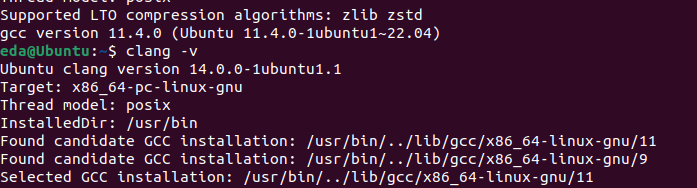 Thread model: posix
Supported LTO compression algorithms: zlib zstd
gcc version 11.4.0 (Ubuntu 11.4.0-1ubuntu1~22.04)
eda@Ubuntu:~$ clang -v
Ubuntu clang version 14.0.0-1ubuntu1.1
Target: x86_64-pc-linux-gnu
Thread model: posix
InstalledDir: /usr/bin
Found candidate GCC installation: /usr/bin/../lib/gcc/x86_64-linux-gnu/11
Found candidate GCC installation: /usr/bin/../lib/gcc/x86_64-linux-gnu/9
Selected GCC installation: /usr/bin/../lib/gcc/x86_64-linux-gnu/11